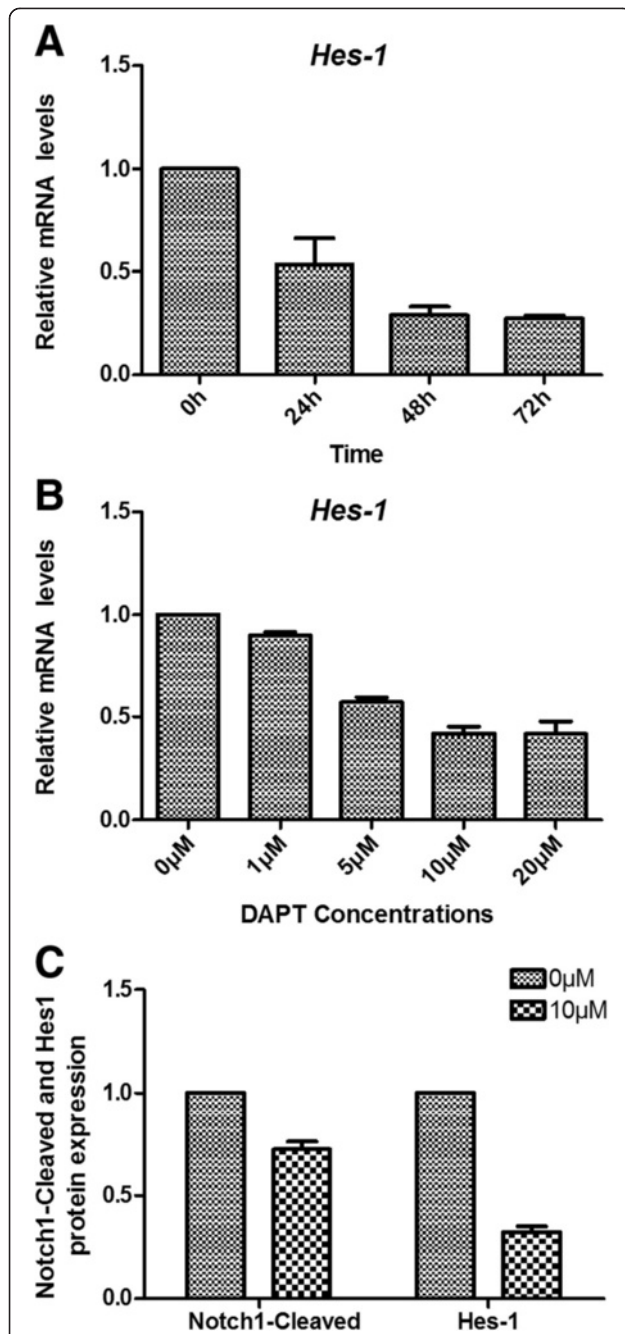 A
Hes-1
Relative mRNA levels
1.5
1.0
0.5
0.0
0h
24h
48h
72h
Time
B
Hes-1
Relative mRNA levels
1.5
1.0
0.5
0.0
0µM
1µM
5µM
10µM
20µM
DAPT Concentrations
C
Notch1-Cleaved and Hes1
protein expression
1.5
1.0
0.5
0.0
0µM
10µM
Notch1-Cleaved
Hes-1